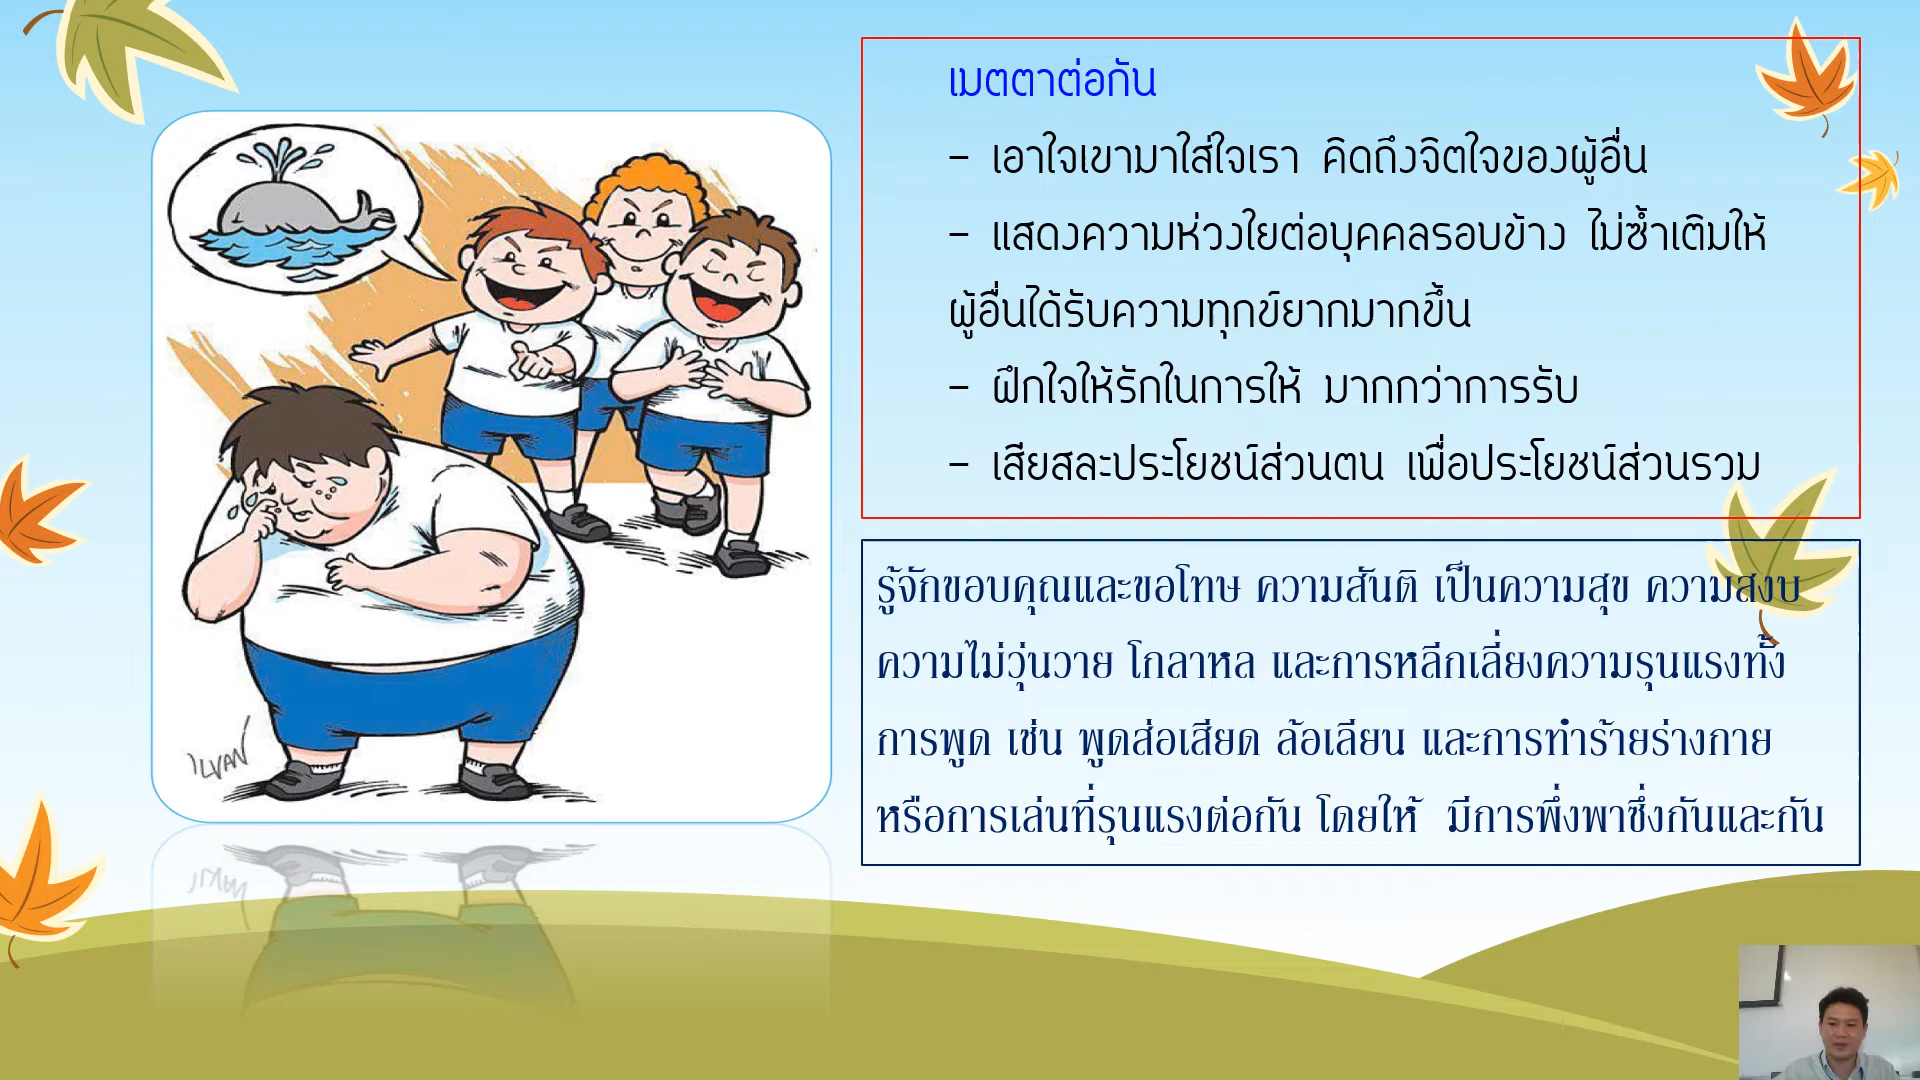 เมตตาต่อกัน
- เอาใจเขามาใส่ใจเรา คิดถึงจิตใจของผู้อื่น
- แสดงความห่วงใยต่อบุคคลรอบข้าง ไม่ซ้ำเติมให้
ผู้อื่นได้รับความทุกข์ยากมากขึ้น
- ฝึกใจให้รักในการให้ มากกว่าการรับ
- เสียสละประโยชน์ส่วนตน เพื่อประโยชน์ส่วนรวม
รู้จักขอบคุณและขอโทษ ความสันติ เป็นความสุข ความสงบ
ความไม่วุ่นวาย โกลาหล และการหลีกเลี่ยงความรุนแรงทั้ง
การพูด เช่น พูดส่อเสียด ล้อเลียน และการทำร้ายร่างกาย
หรือการเล่นที่รุนแรงต่อกัน โดยให้ มีการพึ่งพาซึ่งกันและกัน
ILVAN